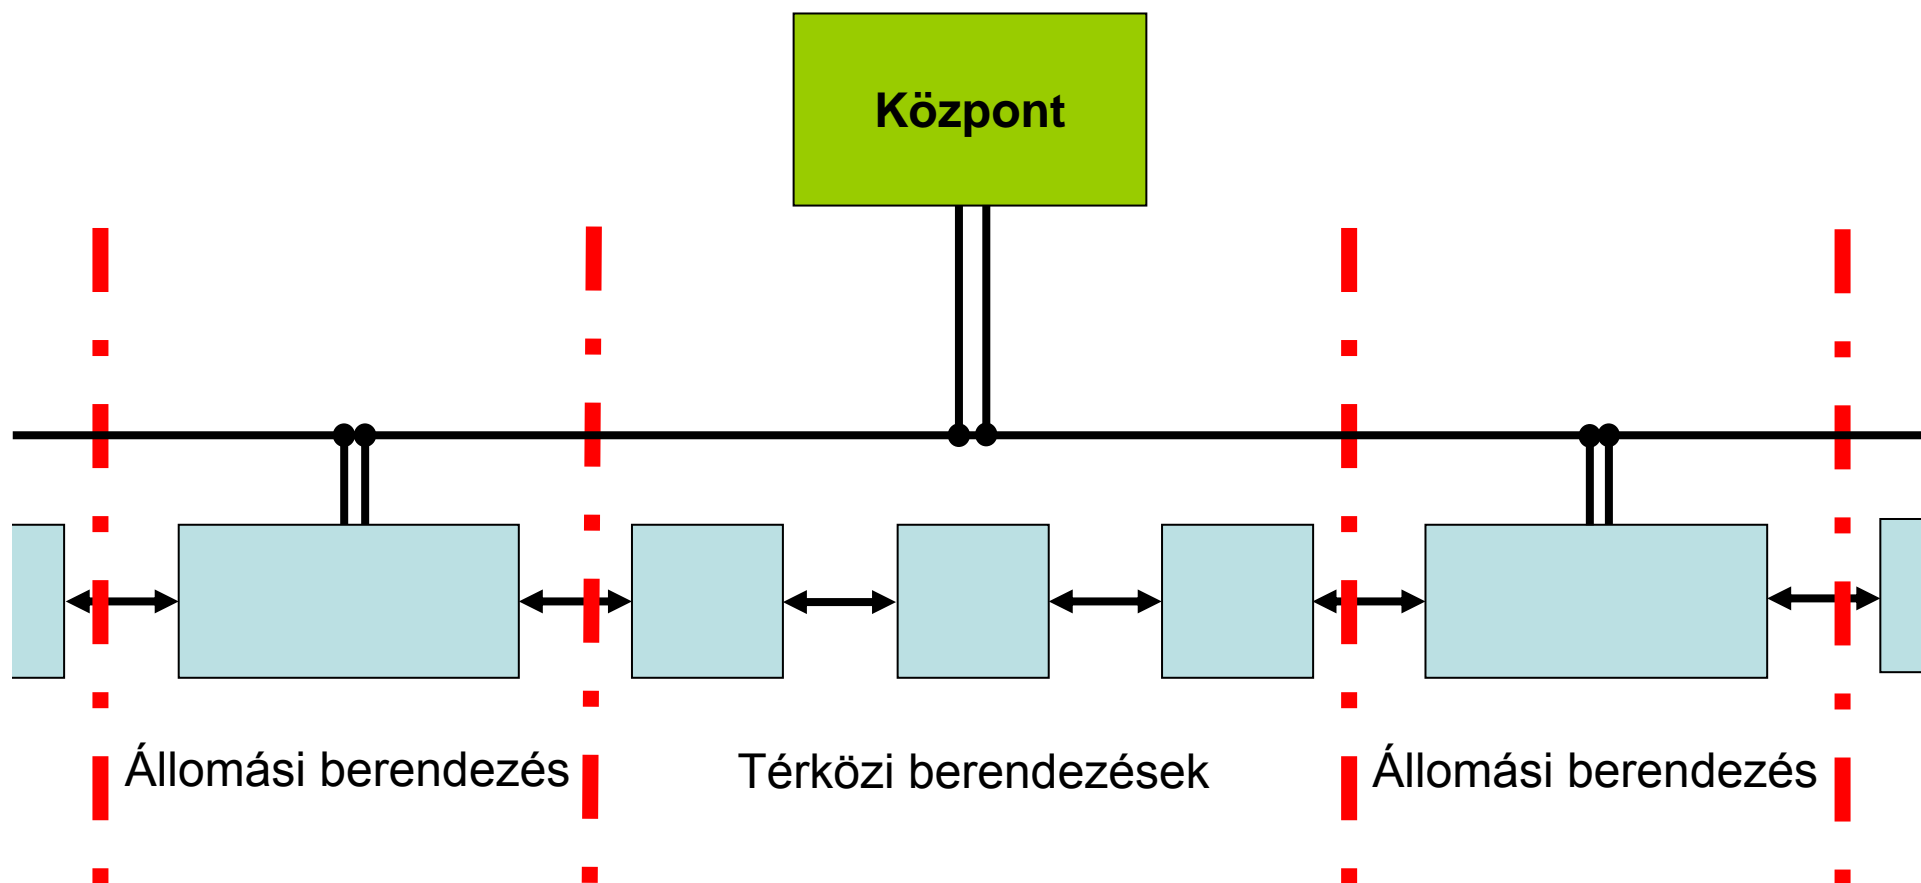 Központ
Állomási berendezés
Térközi berendezések
Állomási berendezés